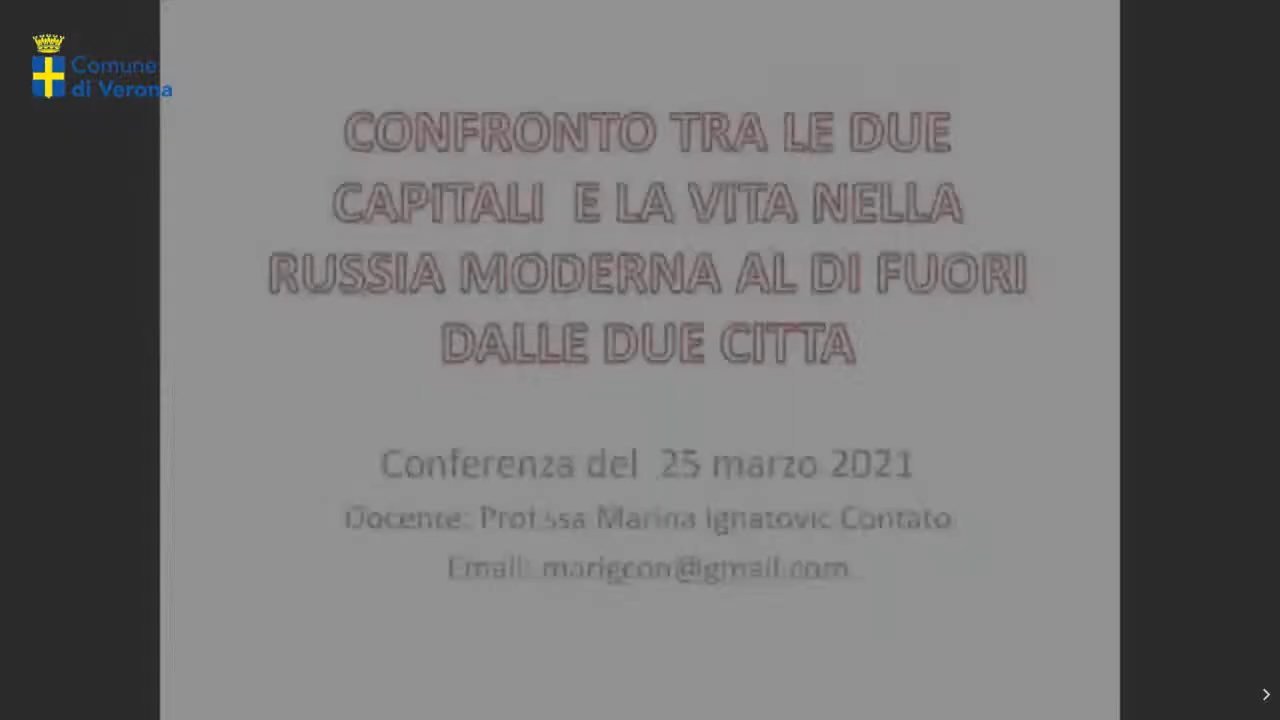 Comune
di Verona
CONFRONTO TRA LE DUE
CAPITALI E LA VITA NELLA
RUSSIA MODERNA AL DI FUORI
DALLE DUE CITTA
Conferenza del 25 marzo 2021
Docente: Prof.ssa Marina Ignatovic Contato
Email: marigcon@gmail.com